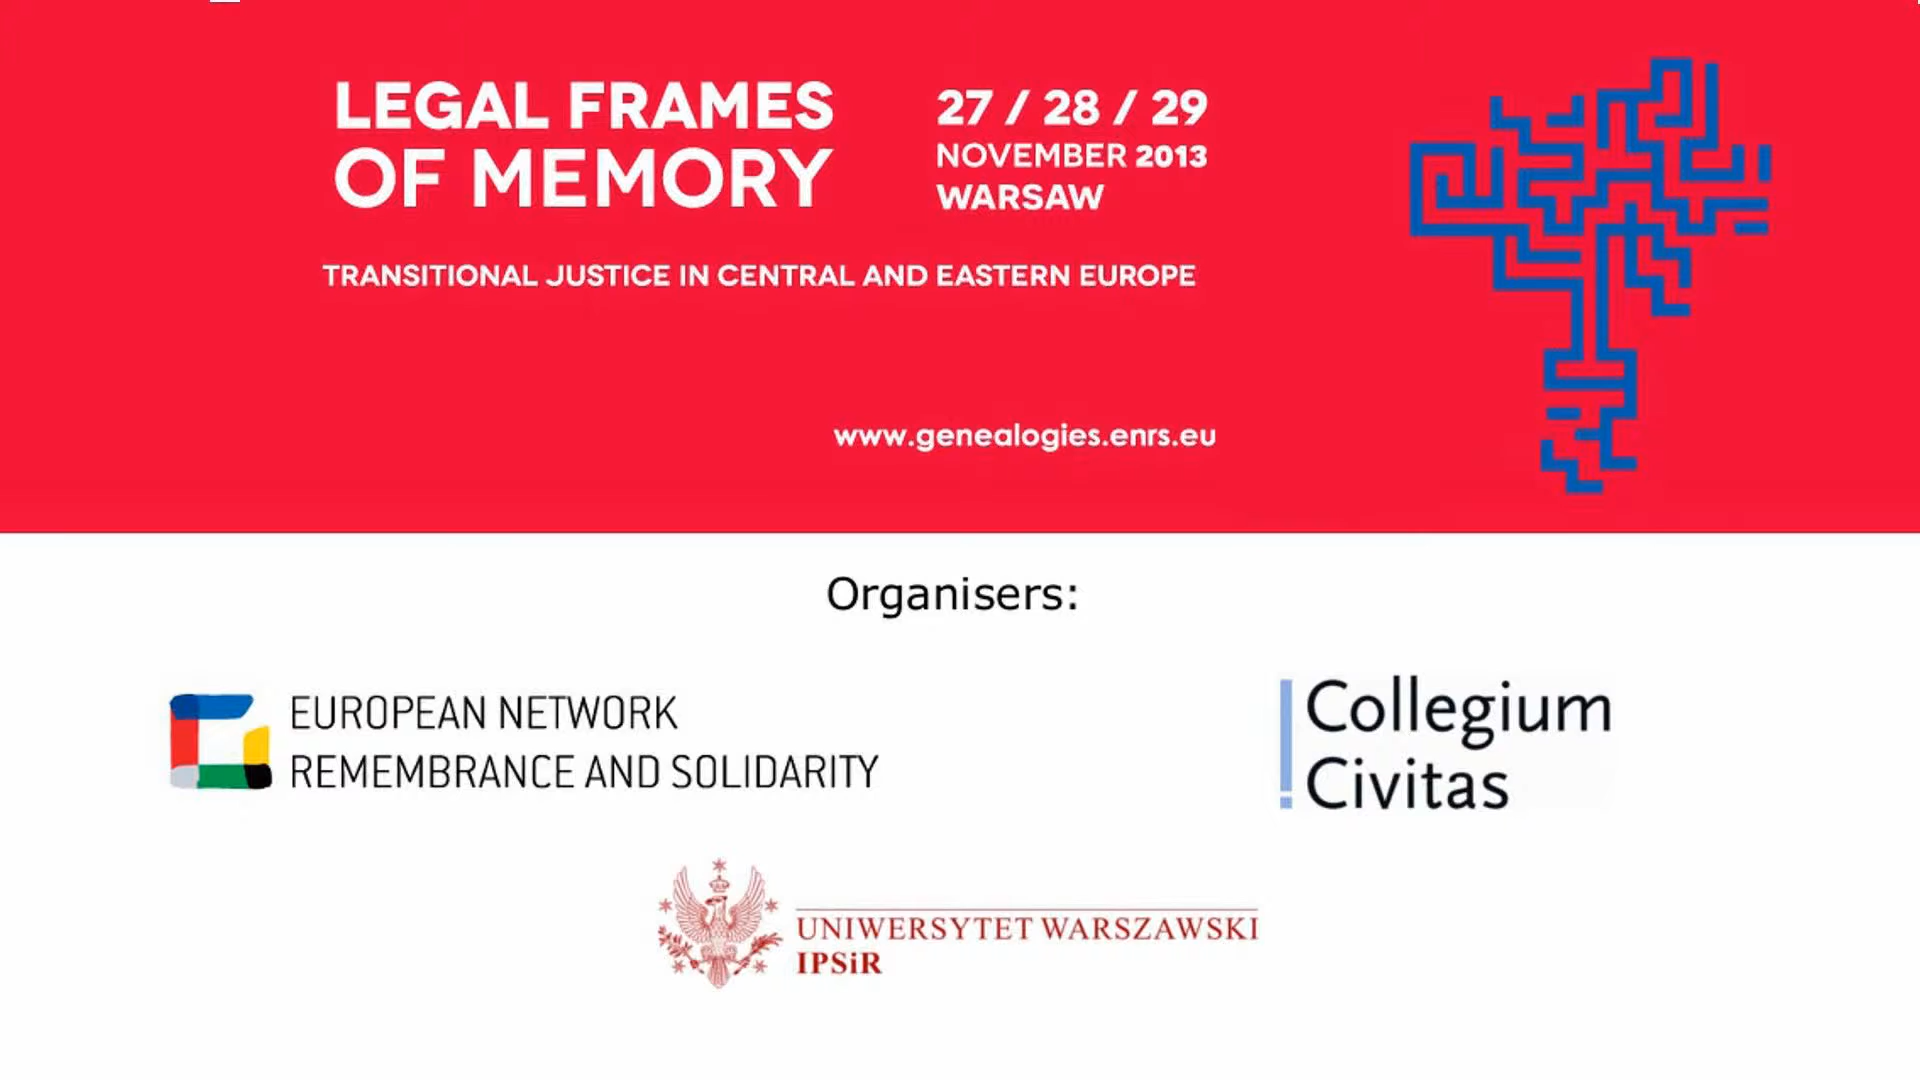 LEGAL FRAMES
OF MEMORY
27 / 28 / 29
NOVEMBER 2013
WARSAW
TRANSITIONAL JUSTICE IN CENTRAL AND EASTERN EUROPE
www.genealogies.enrs.eu
Organisers:
EUROPEAN NETWORK
REMEMBRANCE AND SOLIDARITY
Collegium
Civitas
UNIWERSYTET WARSZAWSKI
IPSiR